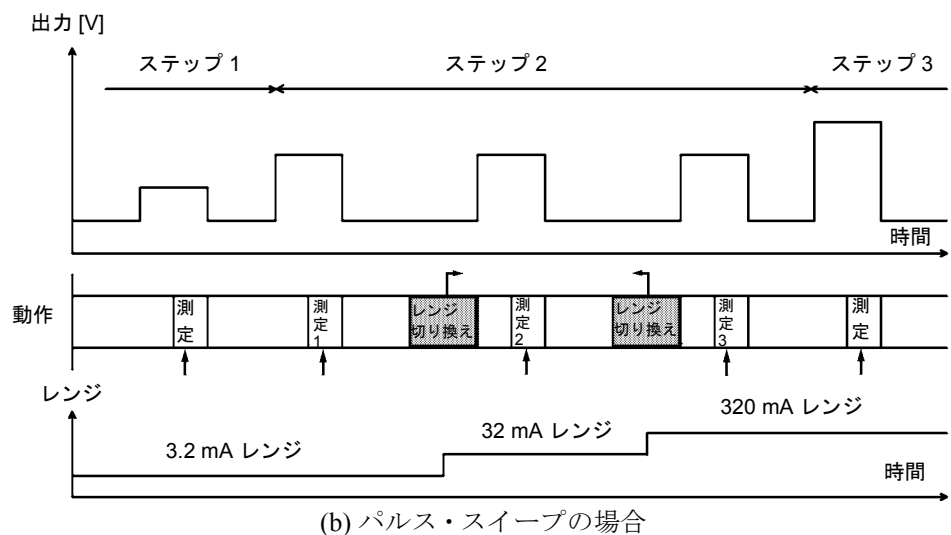 出力 [V]
ステップ 1
ステップ 2
ステップ 3
時間
動作
測定
測定1
レンジ切り換え
測定2
レンジ切り換え
測定3
測定
レンジ
3.2 mA レンジ
32 mA レンジ
320 mA レンジ
時間
(b) パルス・スイープの場合